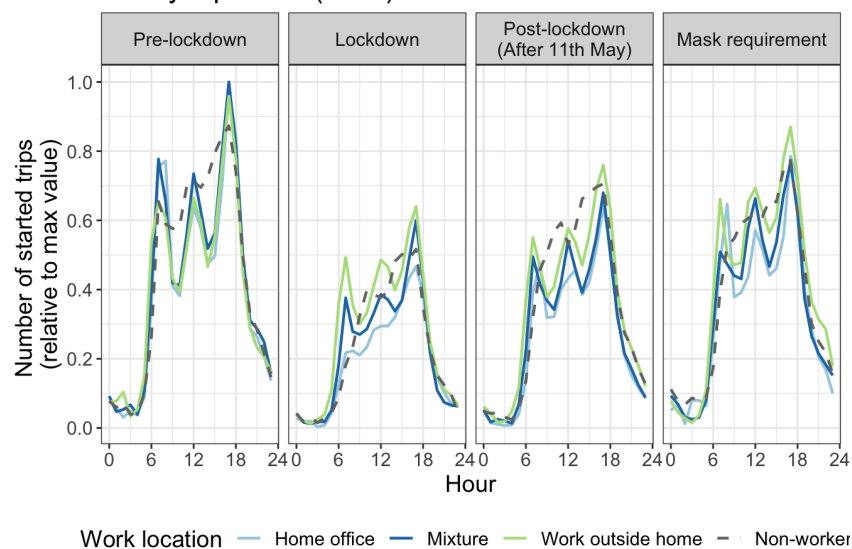 Pre-lockdown
Lockdown
Post-lockdown
(After 11th May)
Mask requirement
Number of started trips
(relative to max value)
1.0
0.8
0.6
0.4
0.2
0.0
0 6 12 18 24
0 6 12 18 24
0 6 12 18 24
0 6 12 18 24
Hour
Work location Home office Mixture Work outside home Non-worker